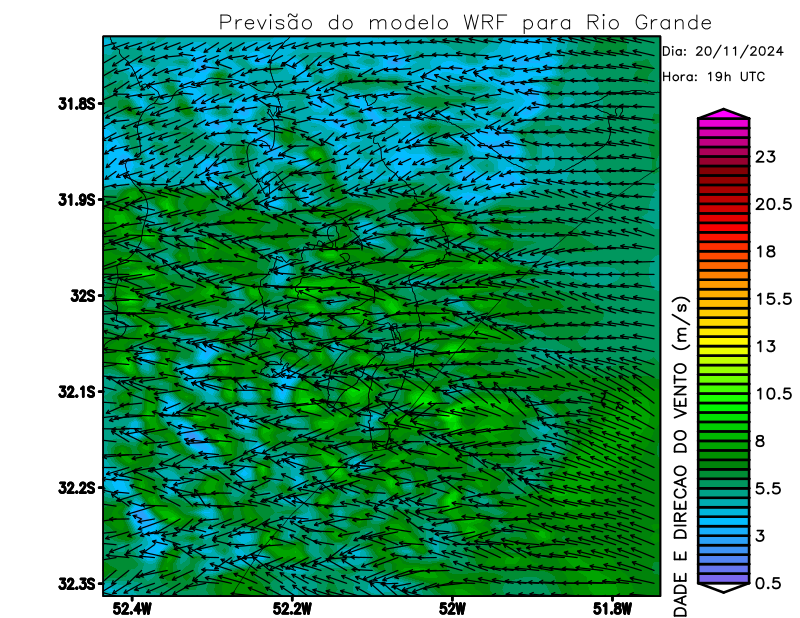 Previsão do modelo WRF para Rio Grande
Dia: 20/11/2024
Hora: 19h UTC
31.8S
31.9S
32S
32.1S
32.2S
32.3S
52.4W
52.2W
52W
51.8W
DADE E DIRECAO DO VENTO (m/s)
23
20.5
18
15.5
13
10.5
8
5.5
3
0.5